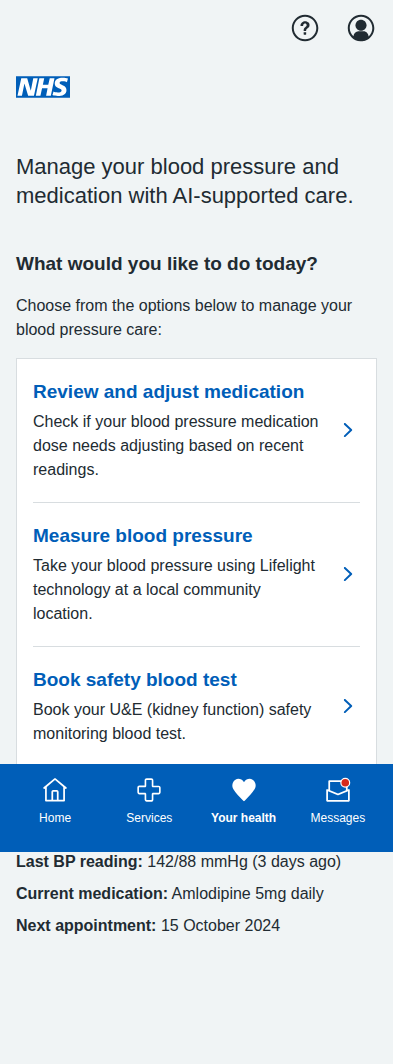 NHS
Manage your blood pressure and
medication with AI-supported care.
What would you like to do today?
Choose from the options below to manage your
blood pressure care:
Review and adjust medication
Check if your blood pressure medication
dose needs adjusting based on recent
readings.
Measure blood pressure
Take your blood pressure using Lifelight
technology at a local community
location.
Book safety blood test
Book your U&E (kidney function) safety
monitoring blood test.
Home Services Your health Messages
Last BP reading: 142/88 mmHg (3 days ago)
Current medication: Amlodipine 5mg daily
Next appointment: 15 October 2024